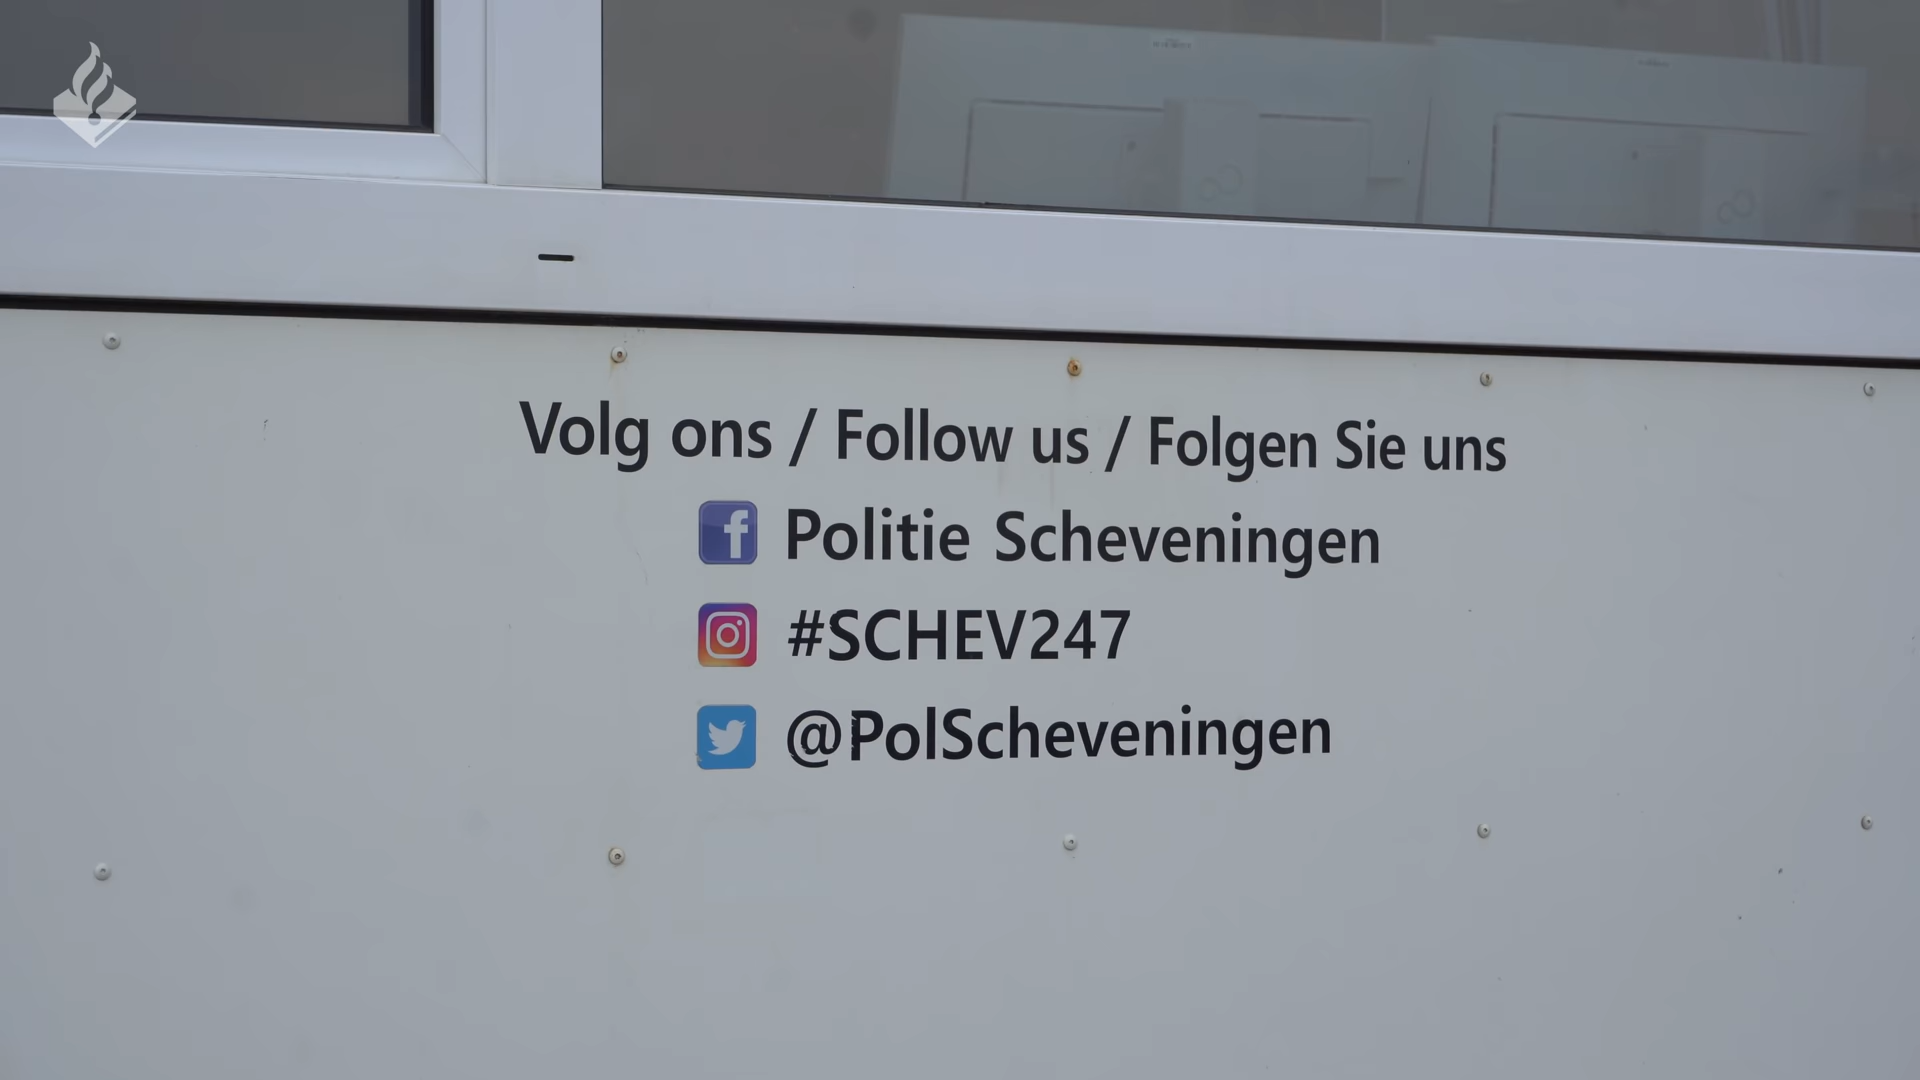 Volg ons / Follow us / Folgen Sie uns
Politie Scheveningen
#SCHEV247
@PolScheveningen